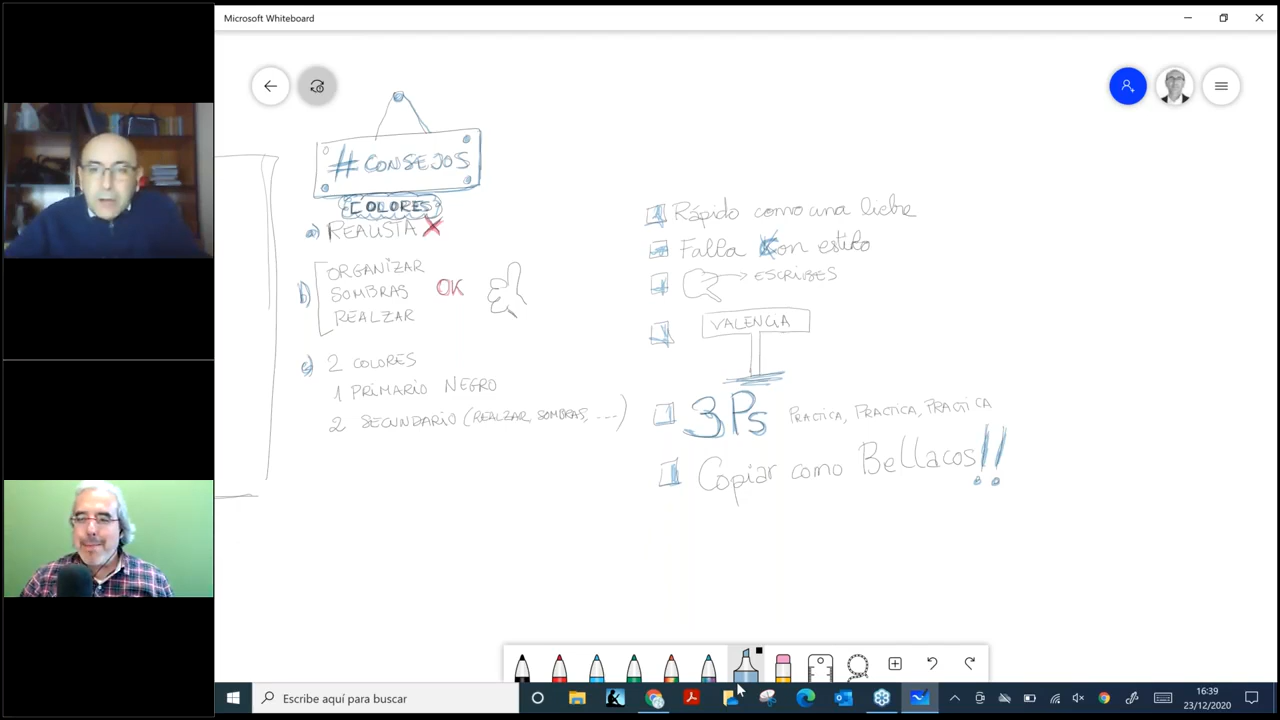 Microsoft Whiteboard
#CONSEJOS
COLORES
a) REALISTA X
b) ORGANIZAR
SOMBRAS OK
REALZAR
c) 2 COLORES
1 PRIMARIO NEGRO
2 SECUNDARIO (REALZAR, SOMBRAS, ...)
Rápido como una liebre
Falla con estilo
→ ESCRIBES
VALENCIA
3Ps PRACTICA, PRACTICA, PRACTICA
Copiar como Bellacos!!
Escribe aquí para buscar
16:39
23/12/2020